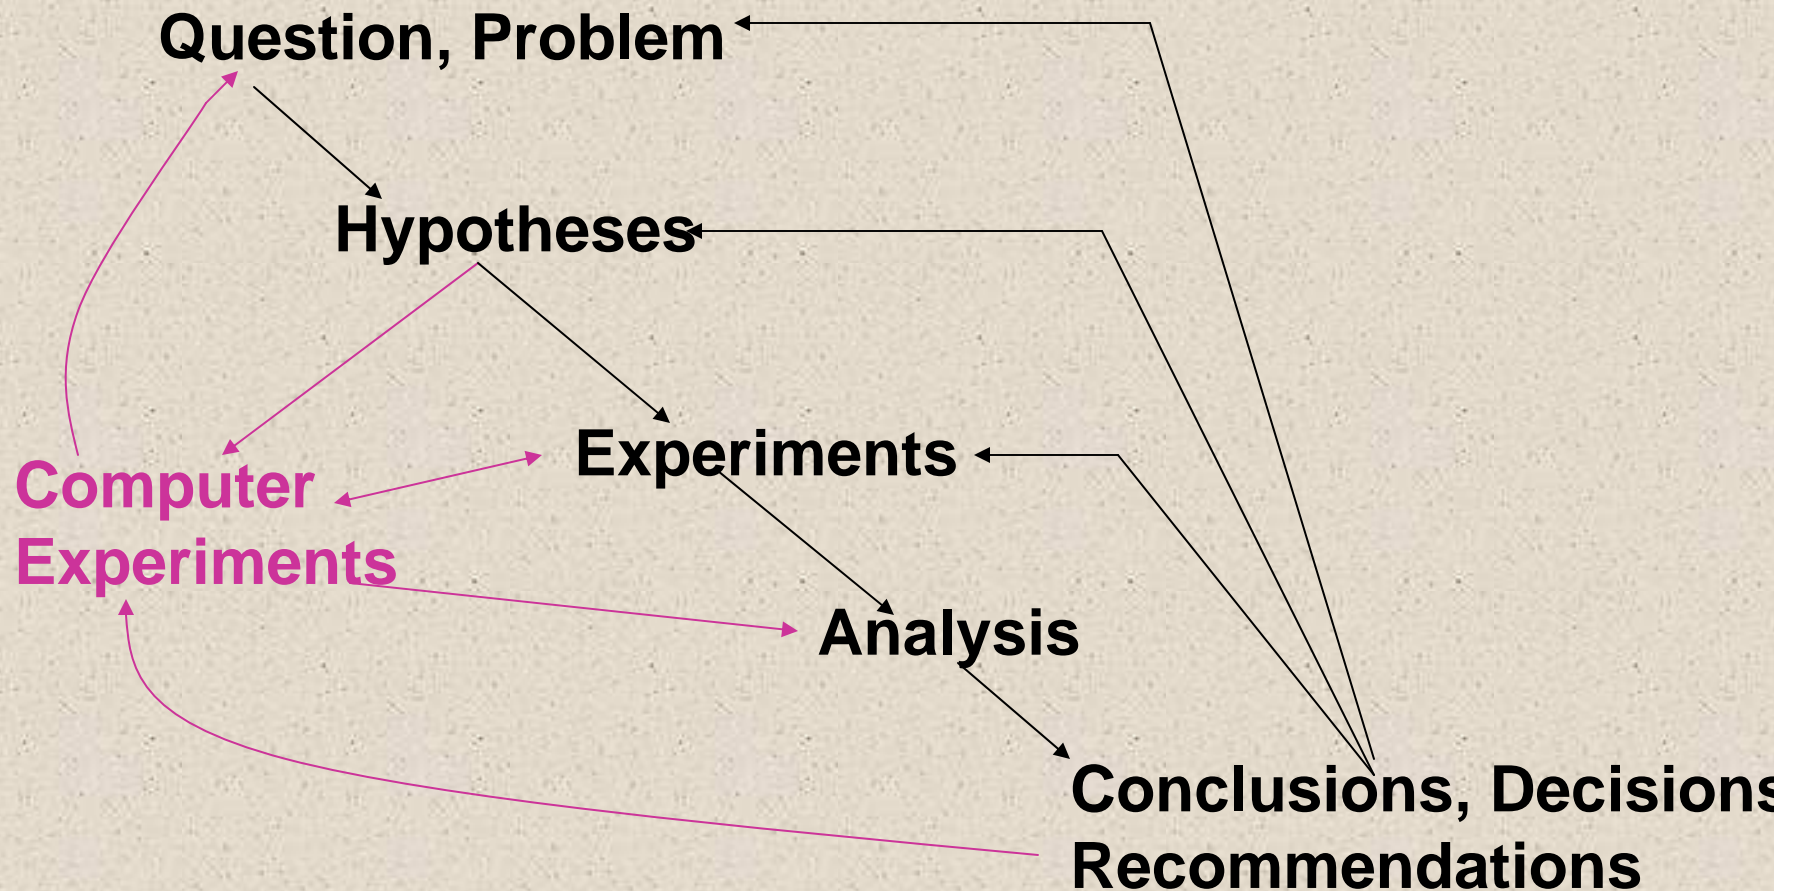 Question, Problem
Hypotheses
Experiments
Computer
Experiments
Analysis
Conclusions, Decisions
Recommendations